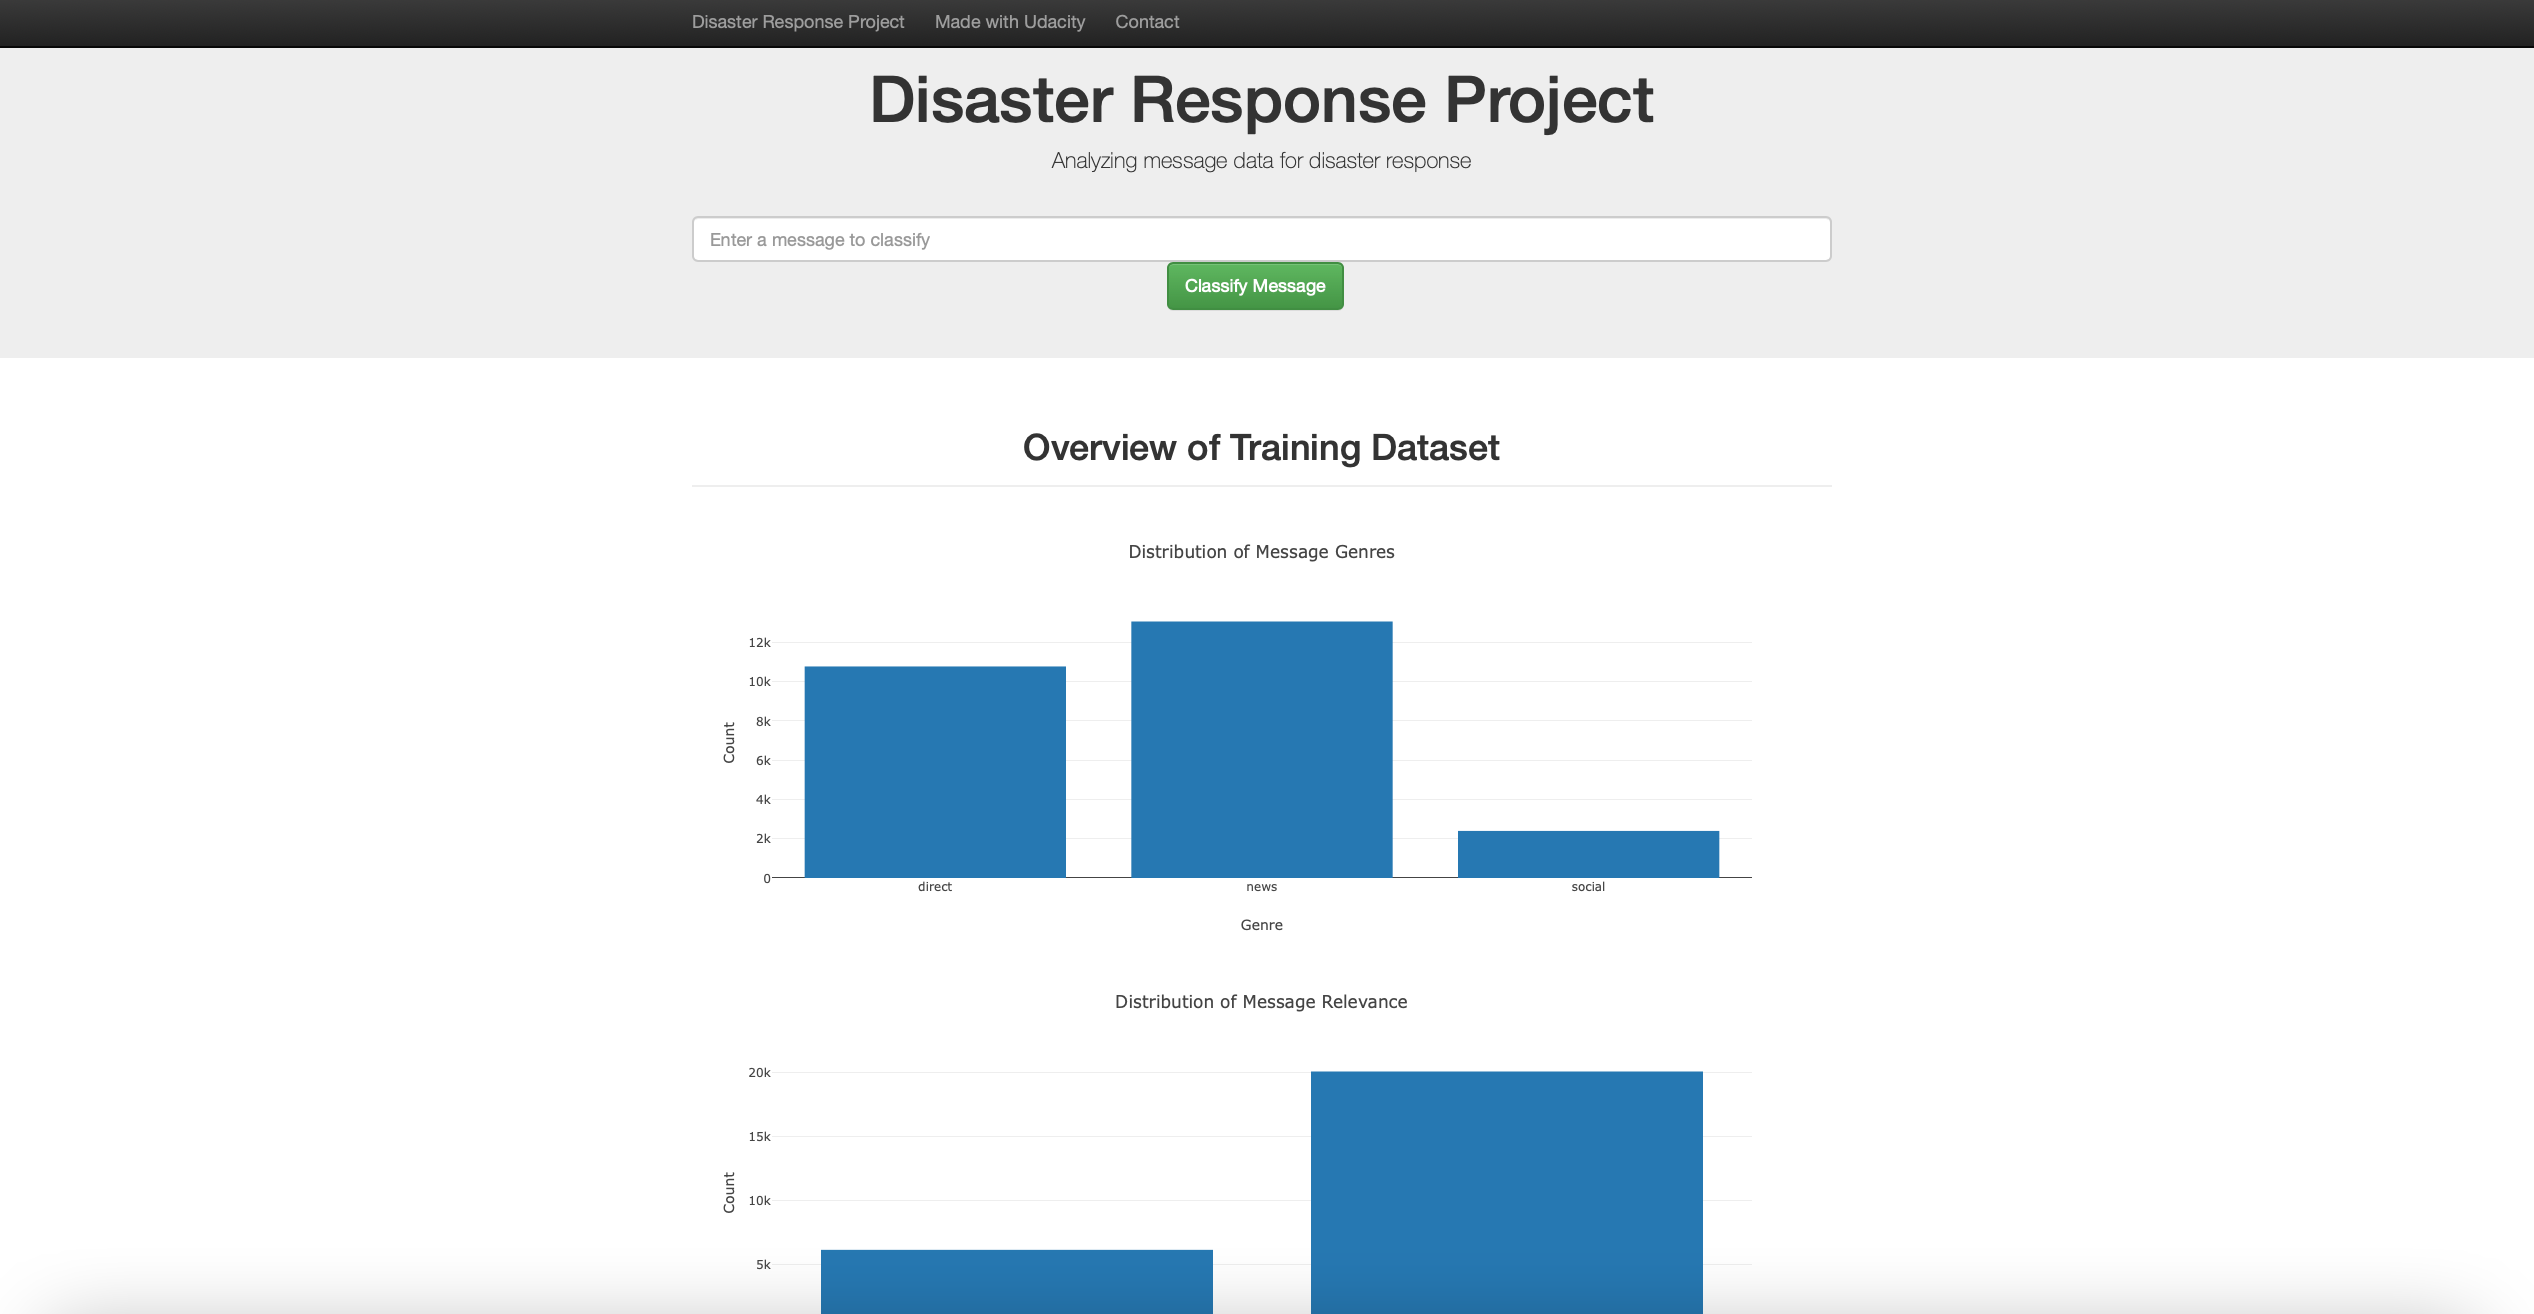 Disaster Response Project Made with Udacity Contact
Disaster Response Project
Analyzing message data for disaster response
Enter a message to classify
Classify Message
Overview of Training Dataset
Distribution of Message Genres
12k
10k
8k
6k
4k
2k
0
Count
direct news social
Genre
Distribution of Message Relevance
20k
15k
10k
5k
Count